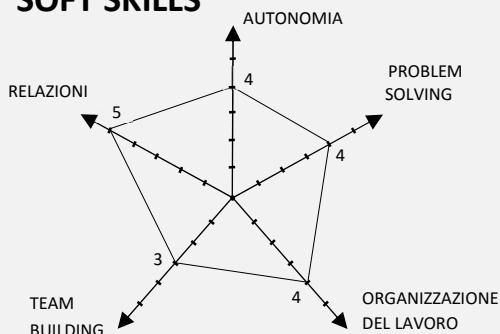 SOFT SKILLS
AUTONOMIA
4
PROBLEM
SOLVING
4
RELAZIONI
5
3
4
TEAM
BUILDING
ORGANIZZAZIONE
DEL LAVORO